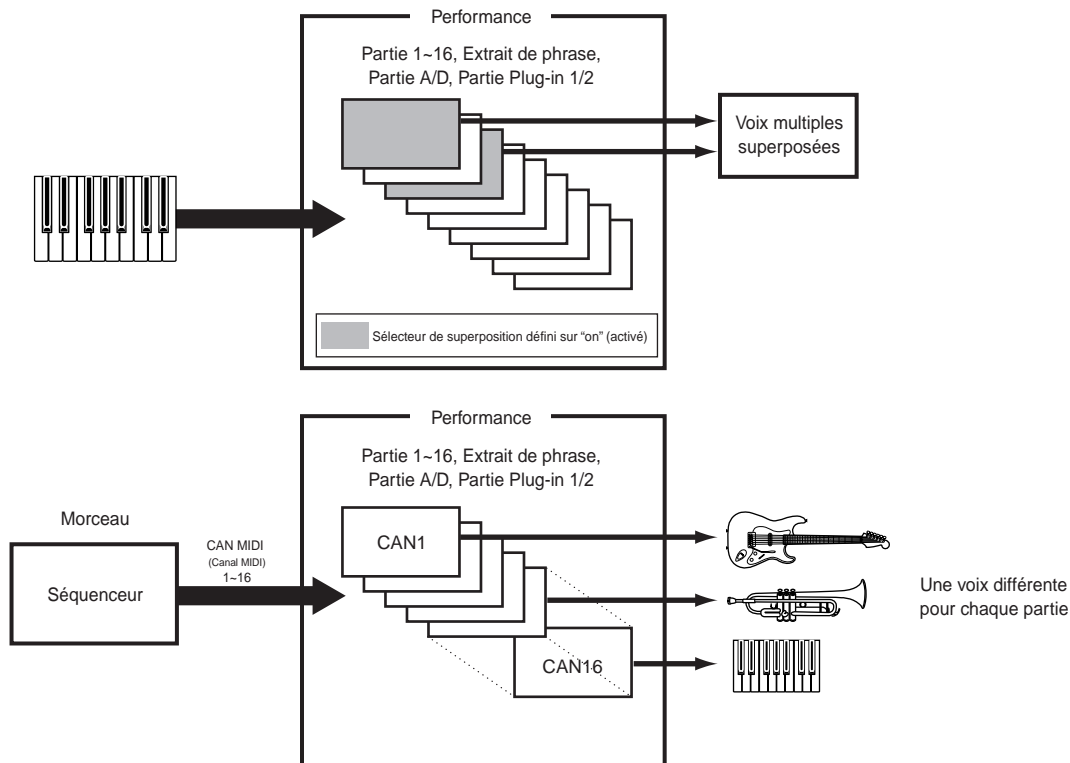 Performance
Partie 1~16, Extrait de phrase,
Partie A/D, Partie Plug-in 1/2
Voix multiples
superposées
Sélecteur de superposition défini sur “on” (activé)
Performance
Partie 1~16, Extrait de phrase,
Partie A/D, Partie Plug-in 1/2
Morceau
Séquenceur
CAN MIDI
(Canal MIDI)
1~16
CAN1
CAN16
Une voix différente
pour chaque partie